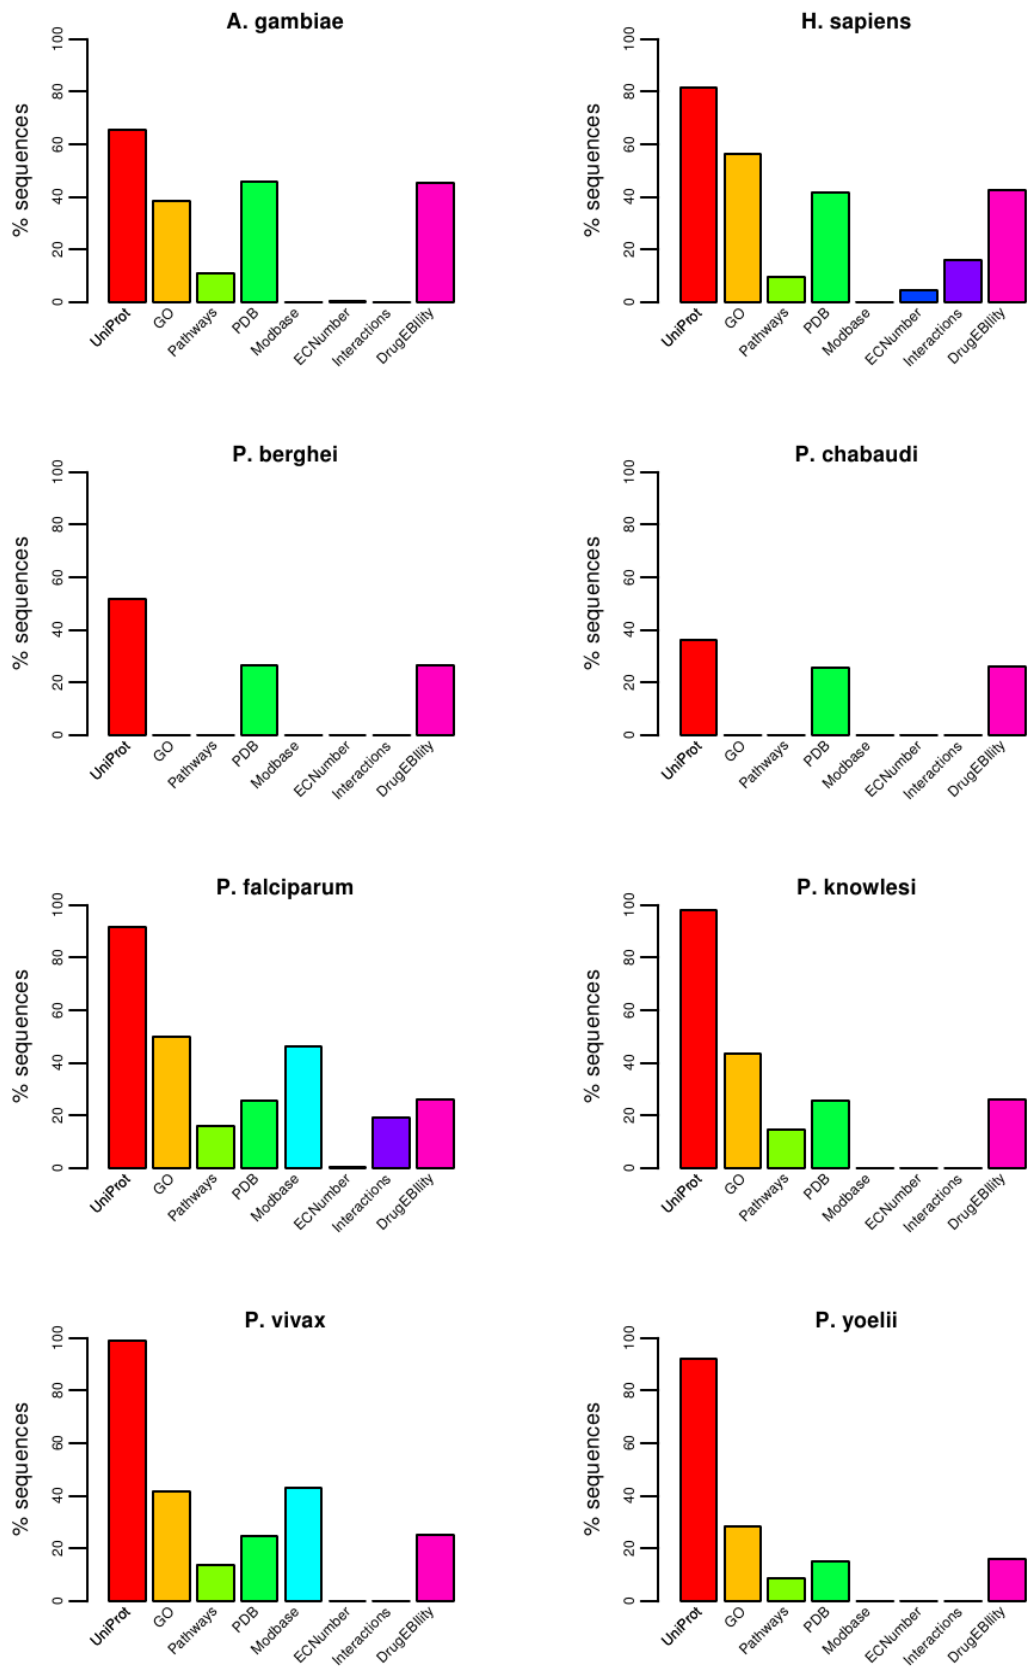 A. gambiae
% sequences
0 20 40 60 80 100
UniProt GO Pathways PDB Modbase ECNumber Interactions DrugEBIlity
H. sapiens
% sequences
0 20 40 60 80 100
UniProt GO Pathways PDB Modbase ECNumber Interactions DrugEBIlity
P. berghei
% sequences
0 20 40 60 80 100
UniProt GO Pathways PDB Modbase ECNumber Interactions DrugEBIlity
P. chabaudi
% sequences
0 20 40 60 80 100
UniProt GO Pathways PDB Modbase ECNumber Interactions DrugEBIlity
P. falciparum
% sequences
0 20 40 60 80 100
UniProt GO Pathways PDB Modbase ECNumber Interactions DrugEBIlity
P. knowlesi
% sequences
0 20 40 60 80 100
UniProt GO Pathways PDB Modbase ECNumber Interactions DrugEBIlity
P. vivax
% sequences
0 20 40 60 80 100
UniProt GO Pathways PDB Modbase ECNumber Interactions DrugEBIlity
P. yoelii
% sequences
0 20 40 60 80 100
UniProt GO Pathways PDB Modbase ECNumber Interactions DrugEBIlity